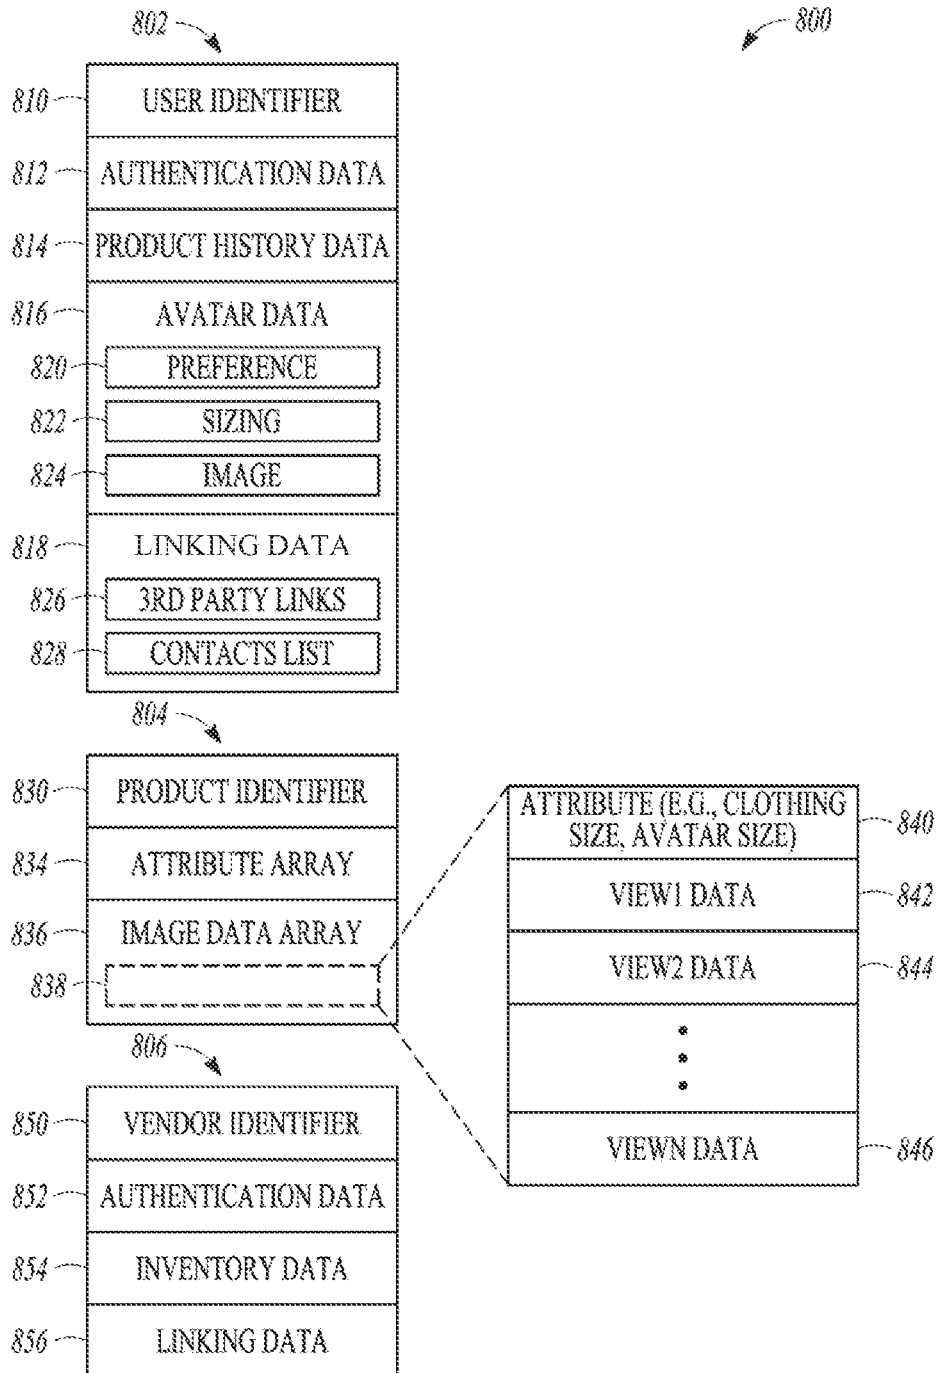 802
800
810
USER IDENTIFIER
812
AUTHENTICATION DATA
814
PRODUCT HISTORY DATA
816
AVATAR DATA
820
PREFERENCE
822
SIZING
824
IMAGE
818
LINKING DATA
826
3RD PARTY LINKS
828
CONTACTS LIST
804
830
PRODUCT IDENTIFIER
834
ATTRIBUTE ARRAY
836
IMAGE DATA ARRAY
838
ATTRIBUTE (E.G., CLOTHING
SIZE, AVATAR SIZE)
840
VIEW1 DATA
842
VIEW2 DATA
844
VIEWN DATA
846
806
850
VENDOR IDENTIFIER
852
AUTHENTICATION DATA
854
INVENTORY DATA
856
LINKING DATA